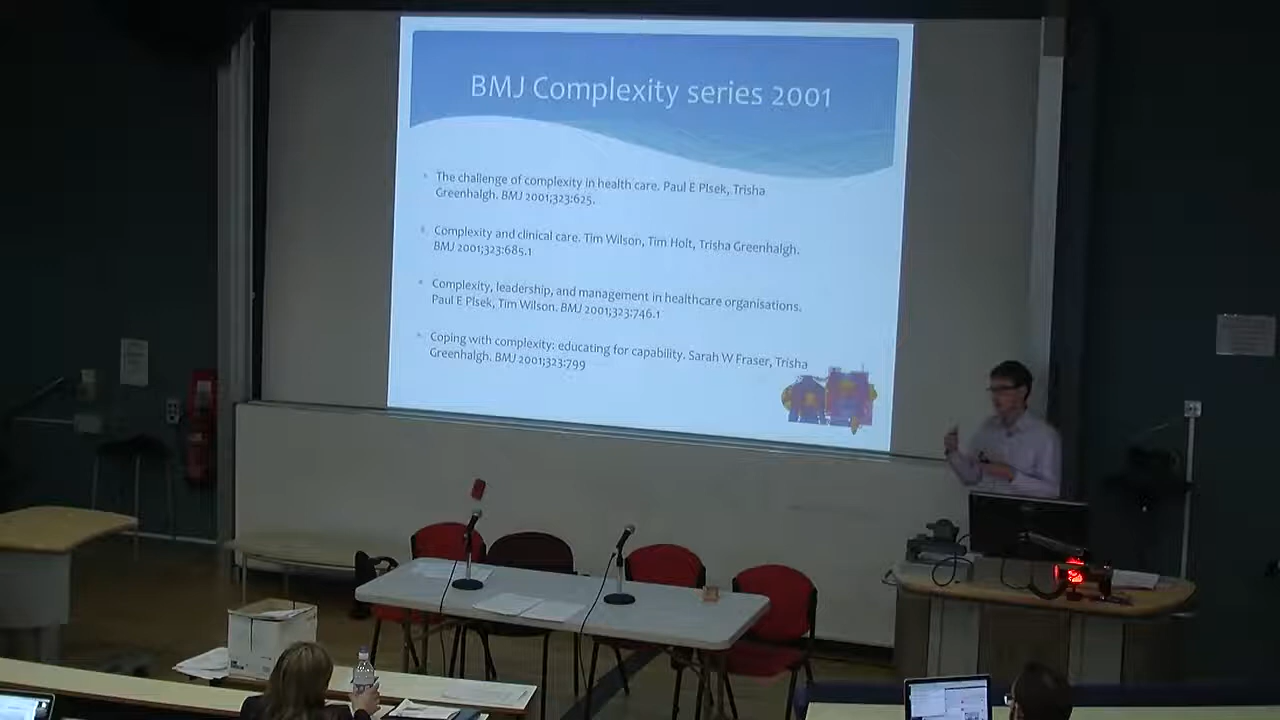 BMJ Complexity series 2001
The challenge of complexity in health care. Paul E Plsek, Trisha
Greenhalgh. BMJ 2001;323:625.
Complexity and clinical care. Tim Wilson, Tim Holt, Trisha Greenhalgh.
BMJ 2001;323:685.1
Complexity, leadership, and management in healthcare organisations.
Paul E Plsek, Tim Wilson. BMJ 2001;323:746.1
Coping with complexity: educating for capability. Sarah W Fraser, Trisha
Greenhalgh. BMJ 2001;323:799